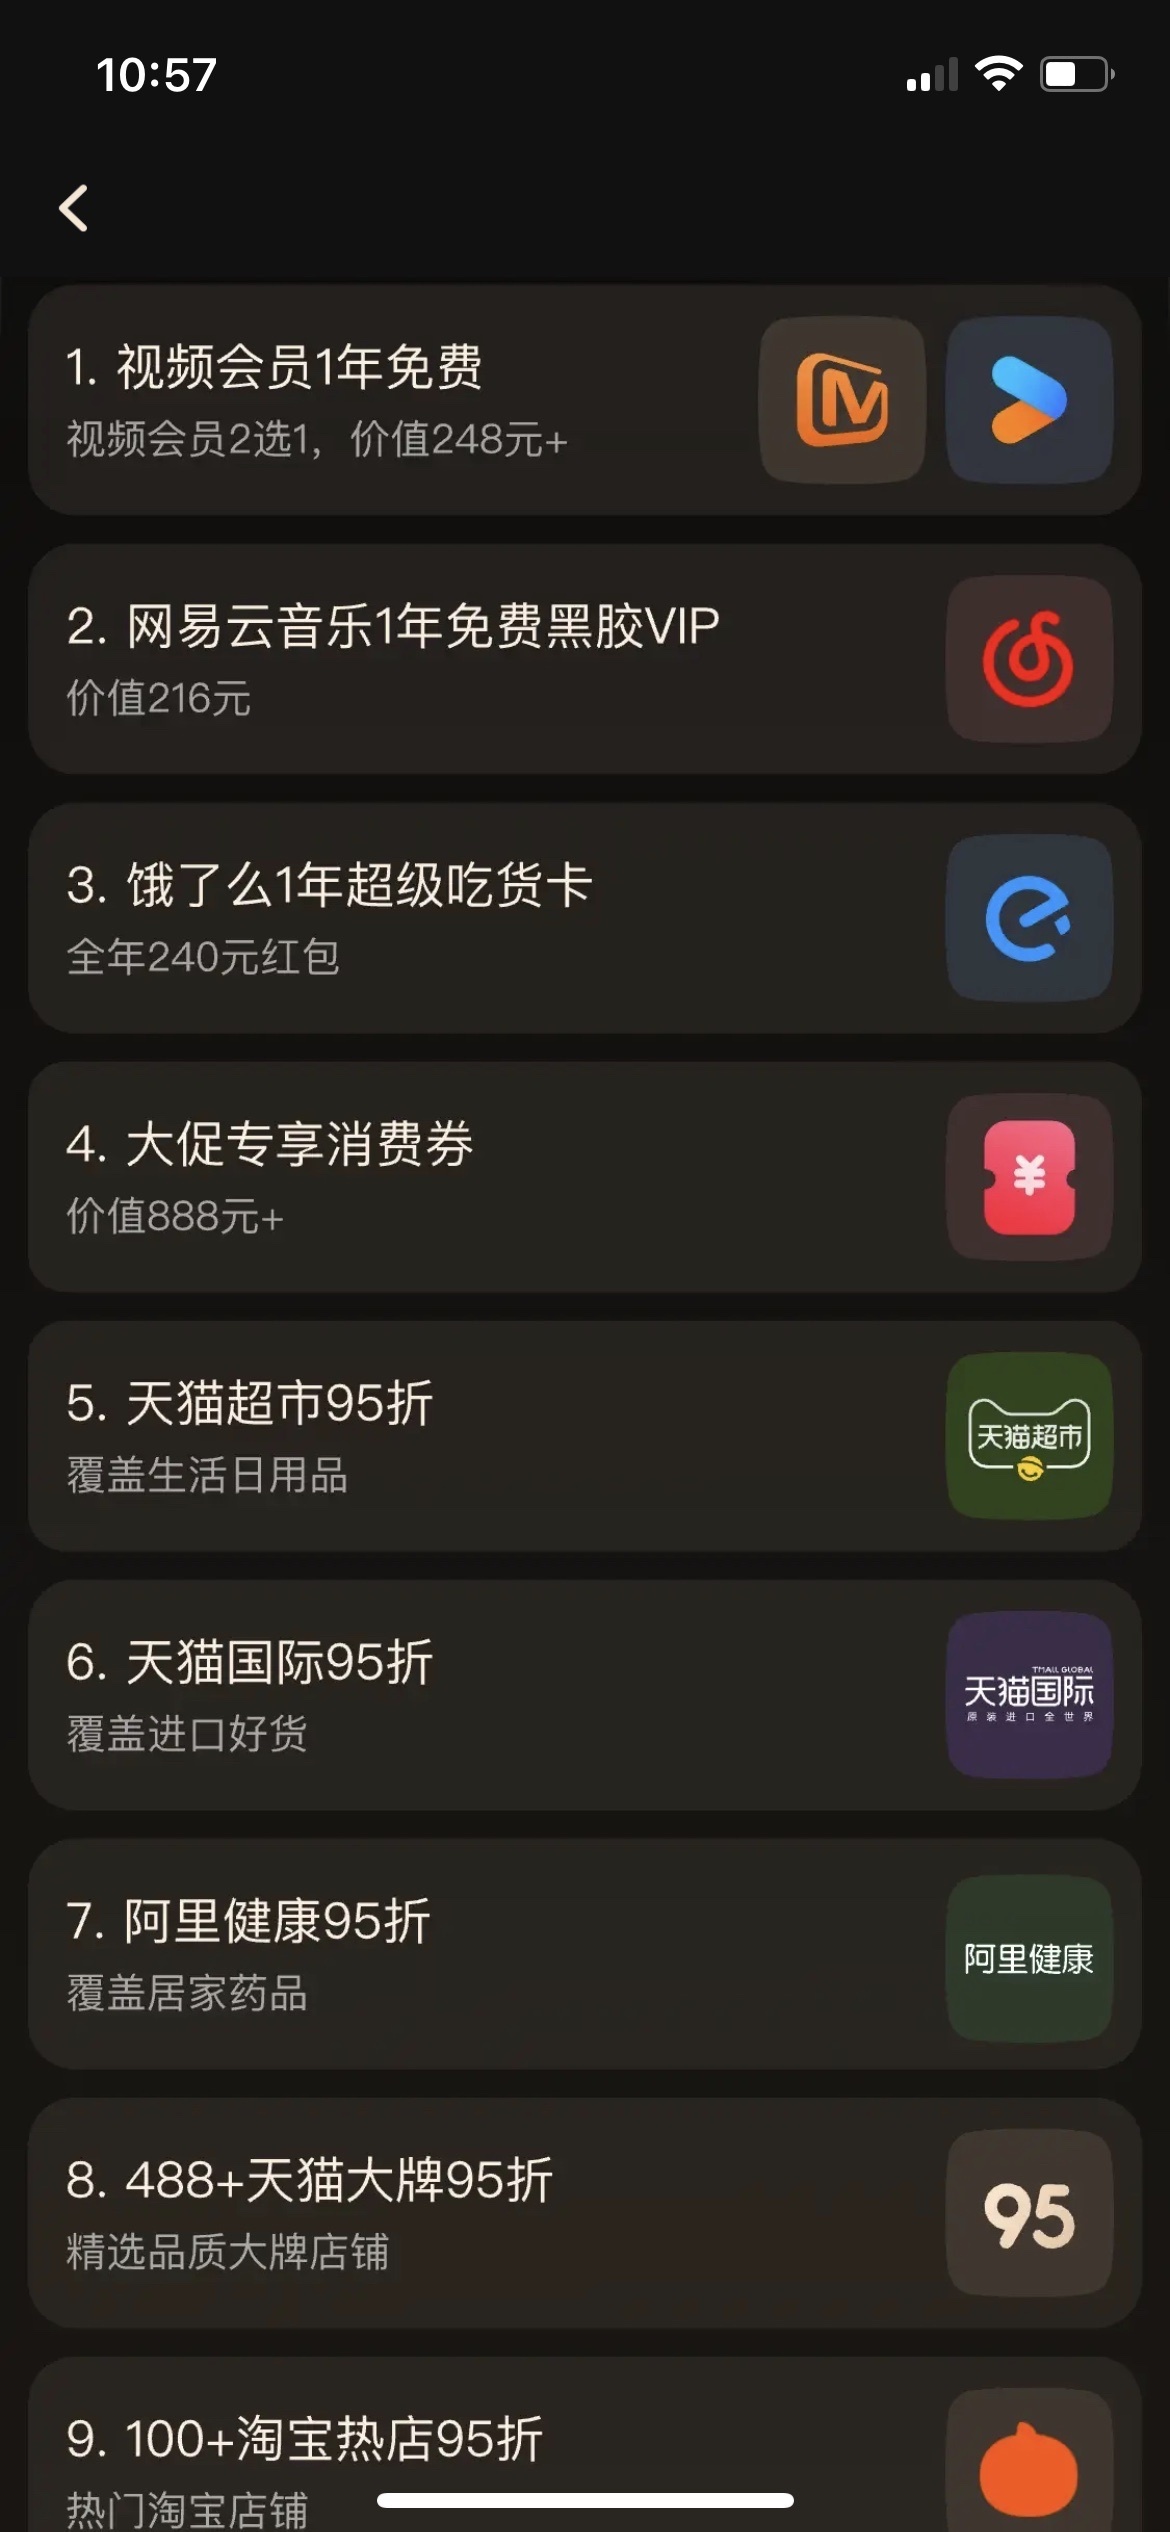 10:57
1. 视频会员1年免费
视频会员2选1，价值248元+
2. 网易云音乐1年免费黑胶VIP
价值216元
3. 饿了么1年超级吃货卡
全年240元红包
4. 大促专享消费券
价值888元+
¥
5. 天猫超市95折
覆盖生活日用品
天猫超市
6. 天猫国际95折
覆盖进口好货
TMALL GLOBAL
天猫国际
原装进口全世界
7. 阿里健康95折
覆盖居家药品
阿里健康
8. 488+天猫大牌95折
精选品质大牌店铺
95
9. 100+淘宝热店95折
热门淘宝店铺